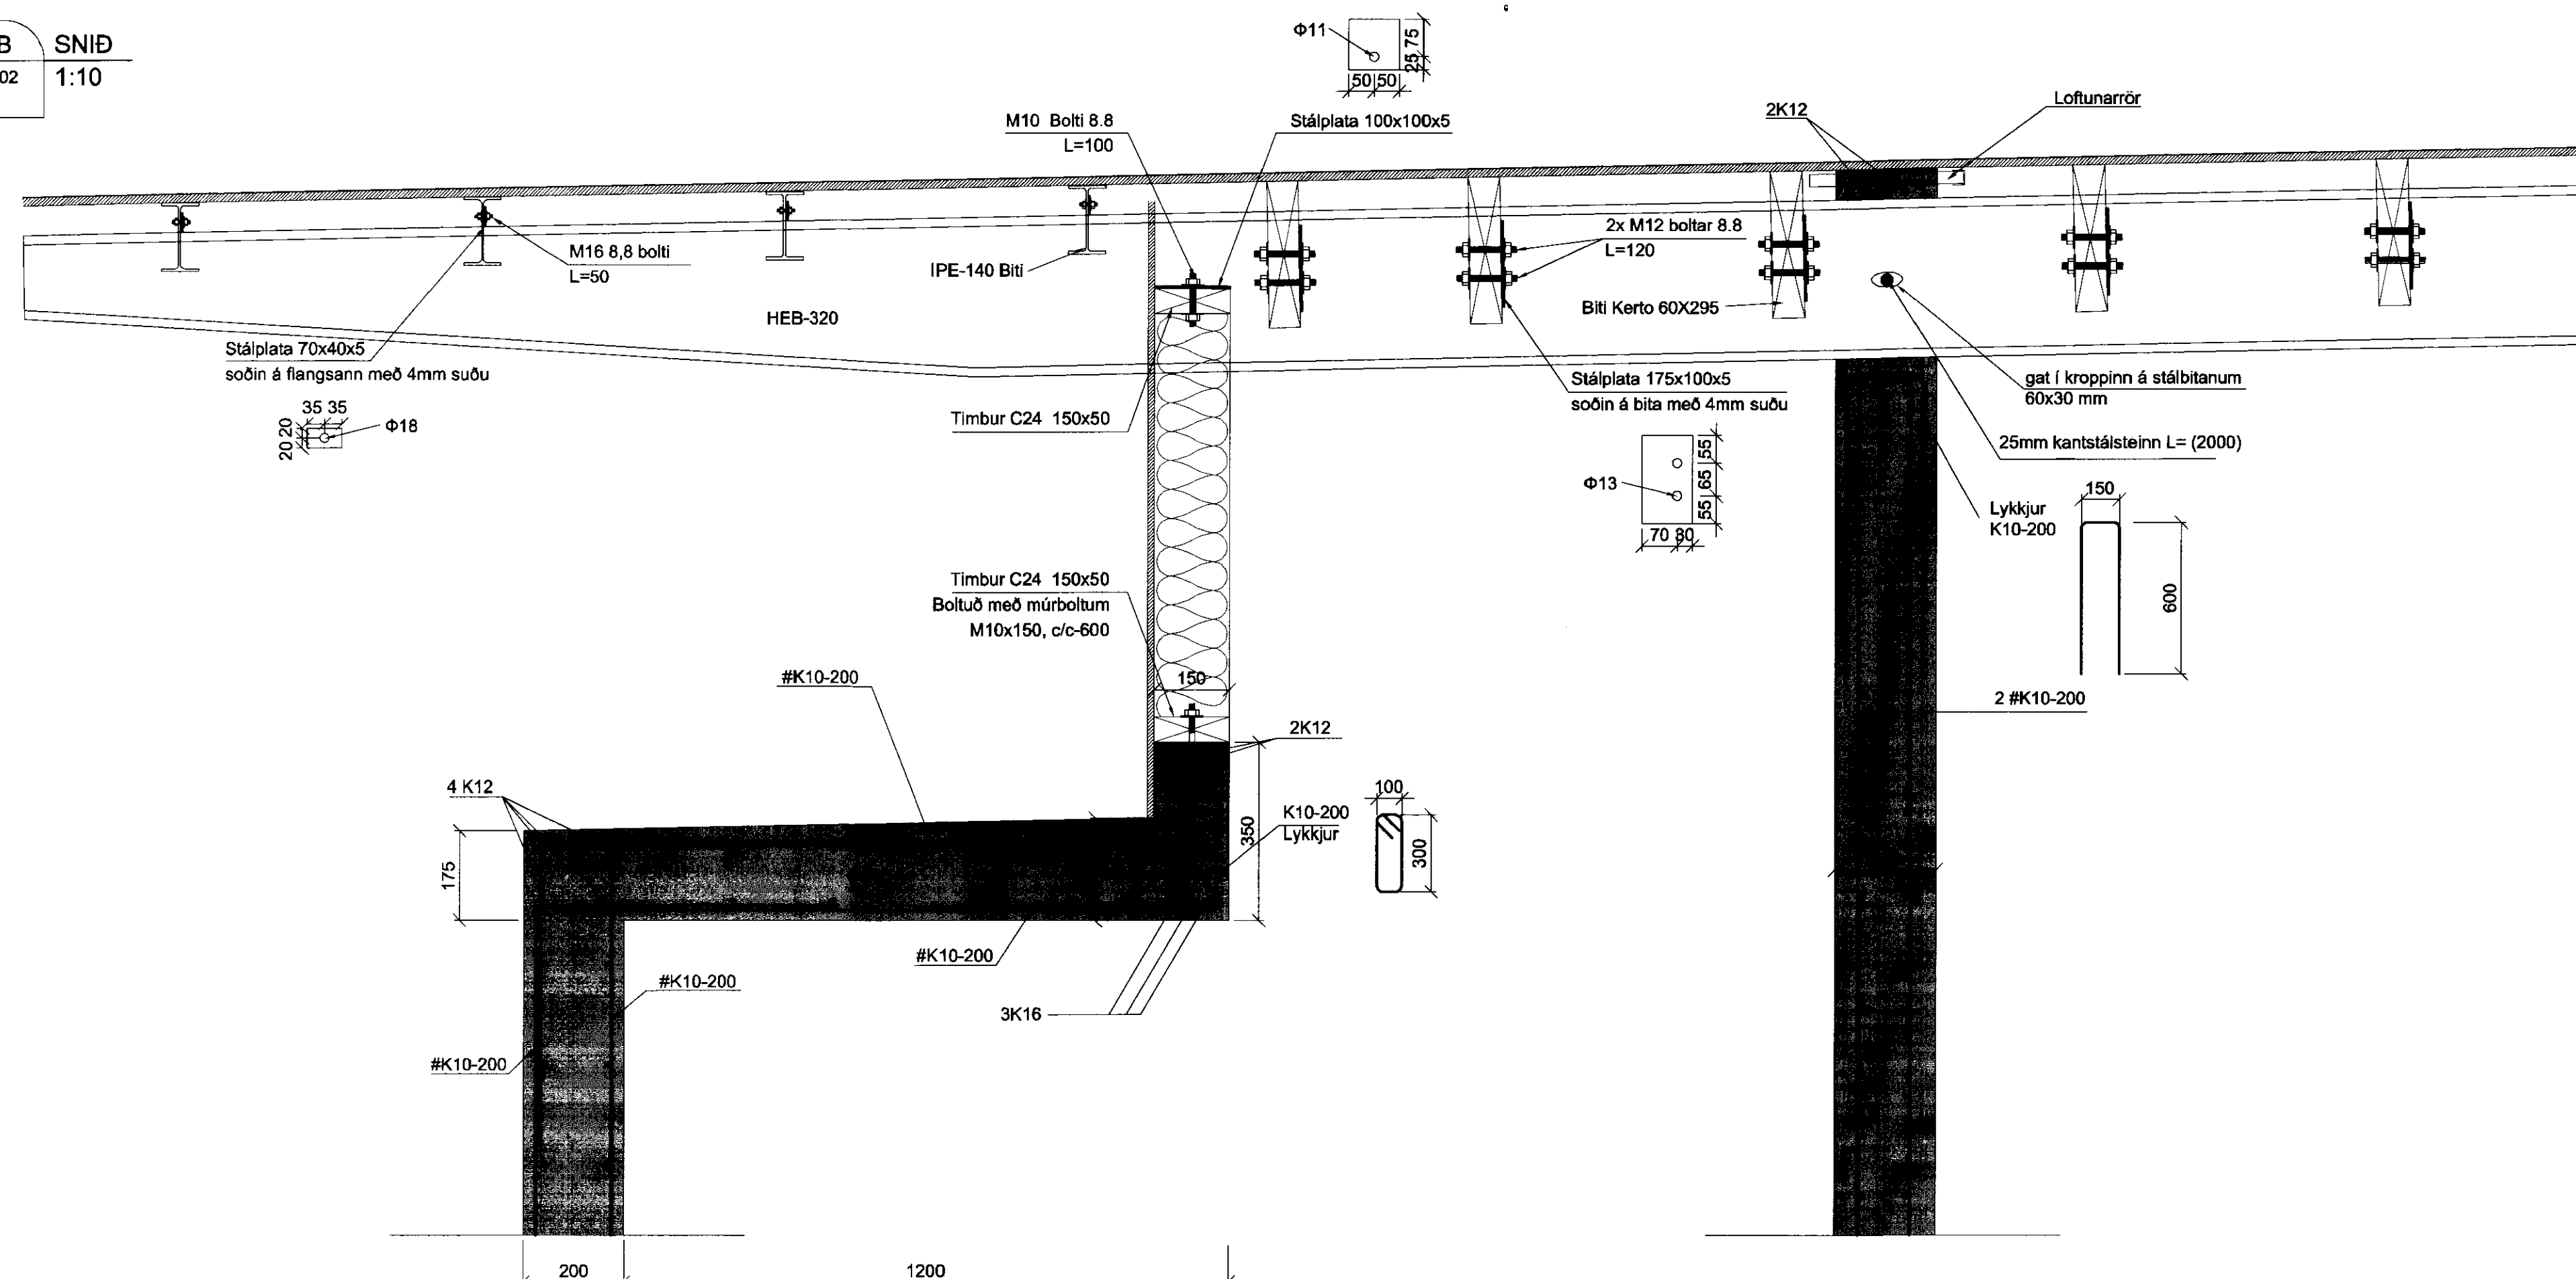 B
02
SNIÐ
1:10
Φ11
25 75
50 50
M10 Bolti 8.8
L=100
Stálplata 100x100x5
2K12
Loftunarrör
M16 8,8 bolti
L=50
IPE-140 Biti
2x M12 boltar 8.8
L=120
Biti Kerto 60X295
HEB-320
Stálplata 70x40x5
soðin á flangsann með 4mm suðu
35 35
20 20
Φ18
Timbur C24 150x50
Stálplata 175x100x5
soðin á bita með 4mm suðu
gat í kroppinn á stálbitanum
60x30 mm
25mm kantstálsteinn L= (2000)
Φ13
55 65 55
70 30
Lykkjur
K10-200
150
600
Timbur C24 150x50
Boltuð með múrboltum
M10x150, c/c-600
#K10-200
150
2 #K10-200
2K12
4 K12
100
300
K10-200
Lykkjur
350
175
#K10-200
#K10-200
3K16
#K10-200
200
1200